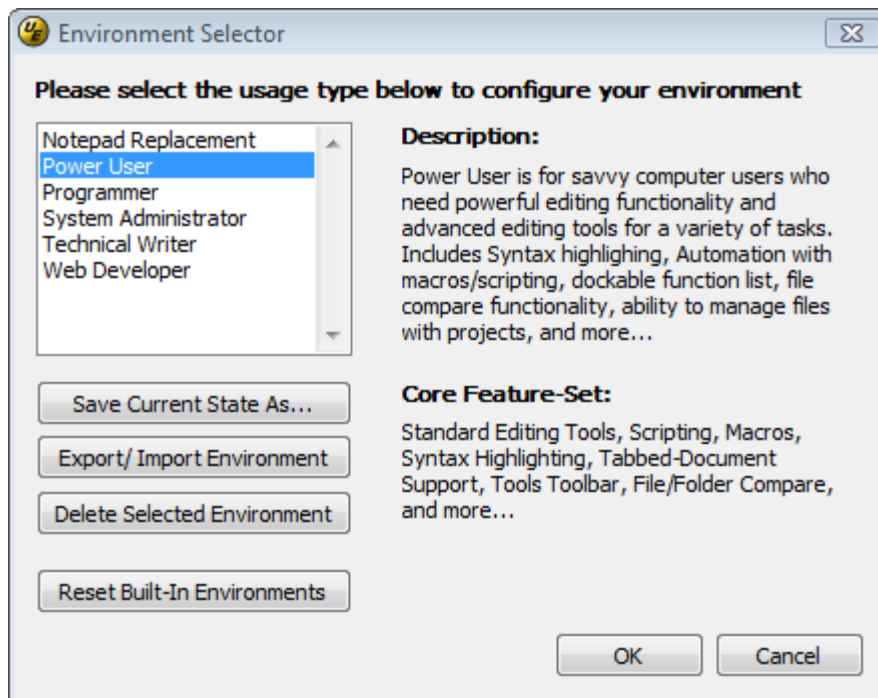 Environment Selector
Please select the usage type below to configure your environment
Notepad Replacement
Power User
Programmer
System Administrator
Technical Writer
Web Developer
Save Current State As...
Export/ Import Environment
Delete Selected Environment
Reset Built-In Environments
Description:
Power User is for savvy computer users who
need powerful editing functionality and
advanced editing tools for a variety of tasks.
Includes Syntax highlighing, Automation with
macros/scripting, dockable function list, file
compare functionality, ability to manage files
with projects, and more...
Core Feature-Set:
Standard Editing Tools, Scripting, Macros,
Syntax Highlighting, Tabbed-Document
Support, Tools Toolbar, File/Folder Compare,
and more...
OK
Cancel